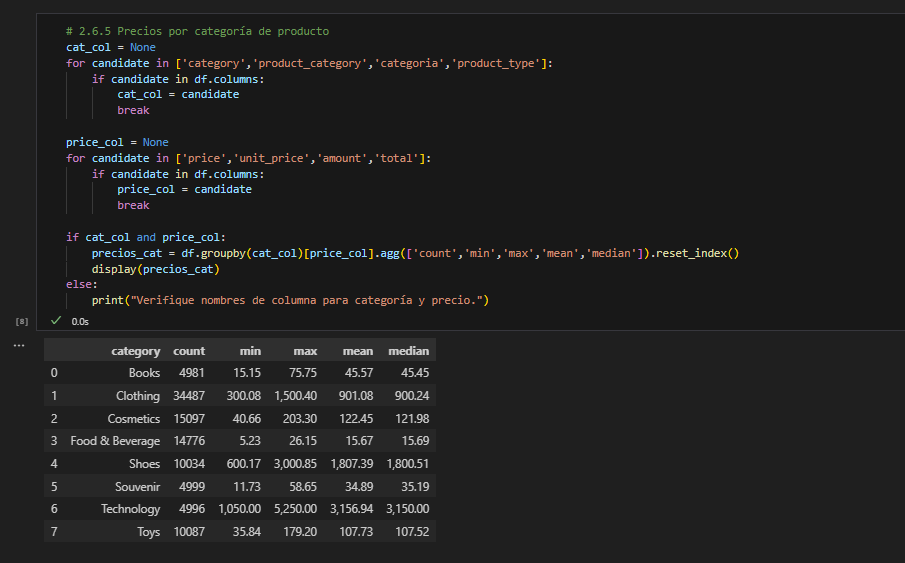 # 2.6.5 Precios por categoría de producto
cat_col = None
for candidate in ['category','product_category','categoria','product_type']:
    if candidate in df.columns:
        cat_col = candidate
        break

price_col = None
for candidate in ['price','unit_price','amount','total']:
    if candidate in df.columns:
        price_col = candidate
        break

if cat_col and price_col:
    precios_cat = df.groupby(cat_col)[price_col].agg(['count','min','max','mean','median']).reset_index()
    display(precios_cat)
else:
    print("Verifique nombres de columna para categoría y precio.")
[8] ✓ 0.0s
...
category count min max mean median
0 Books 4981 15.15 75.75 45.57 45.45
1 Clothing 34487 300.08 1,500.40 901.08 900.24
2 Cosmetics 15097 40.66 203.30 122.45 121.98
3 Food & Beverage 14776 5.23 26.15 15.67 15.69
4 Shoes 10034 600.17 3,000.85 1,807.39 1,800.51
5 Souvenir 4999 11.73 58.65 34.89 35.19
6 Technology 4996 1,050.00 5,250.00 3,156.94 3,150.00
7 Toys 10087 35.84 179.20 107.73 107.52